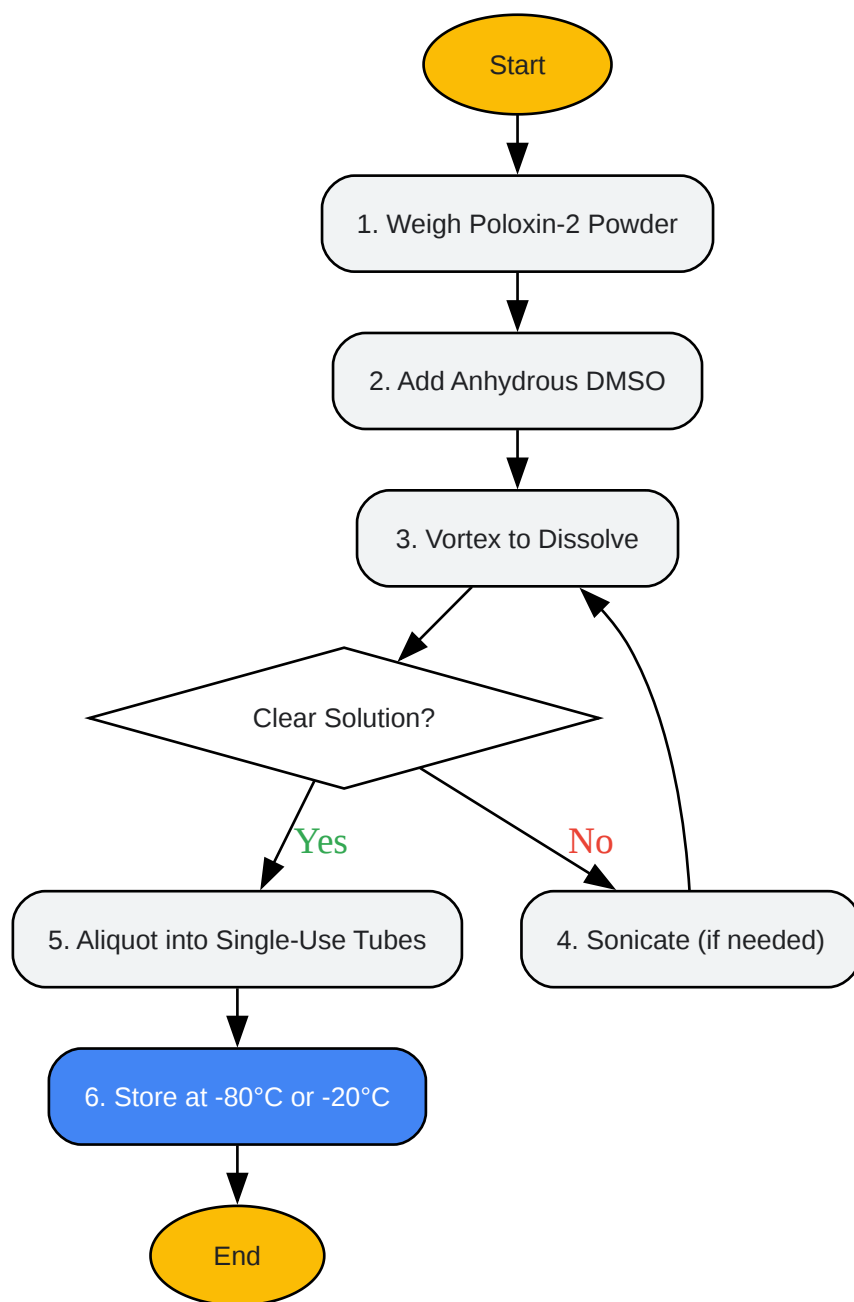 Start
1. Weigh Poloxin-2 Powder
2. Add Anhydrous DMSO
3. Vortex to Dissolve
Clear Solution?
Yes
No
5. Aliquot into Single-Use Tubes
4. Sonicate (if needed)
6. Store at -80°C or -20°C
End